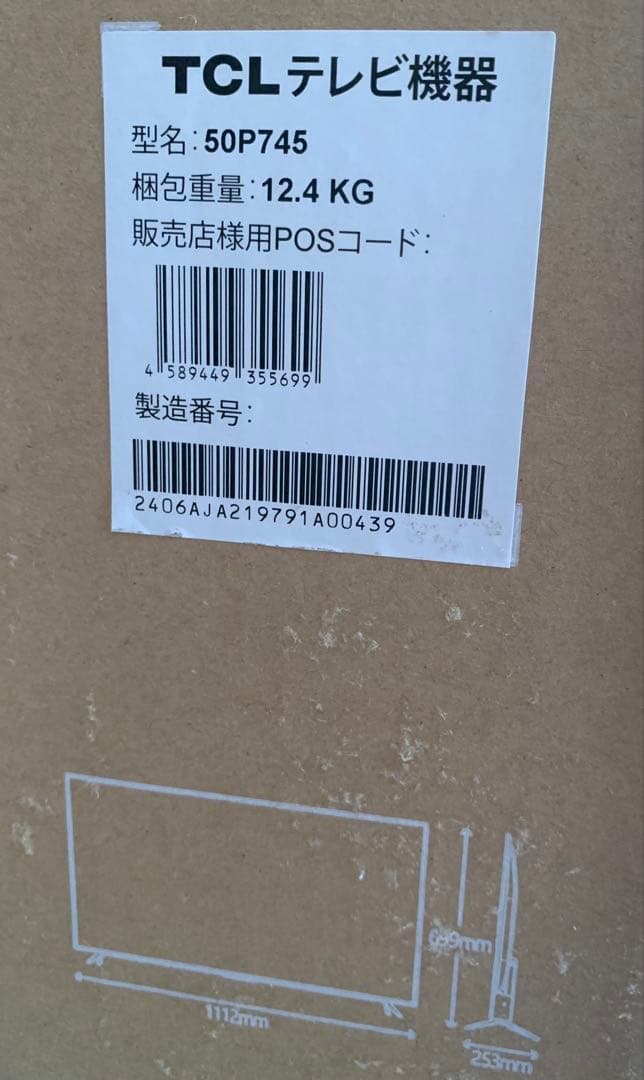 TCLテレビ機器
型名:50P745
梱包重量:12.4 KG
販売店様用POSコード:
4 589449 355699
製造番号:
2406AJA219791A00439
699mm
1112mm
253mm